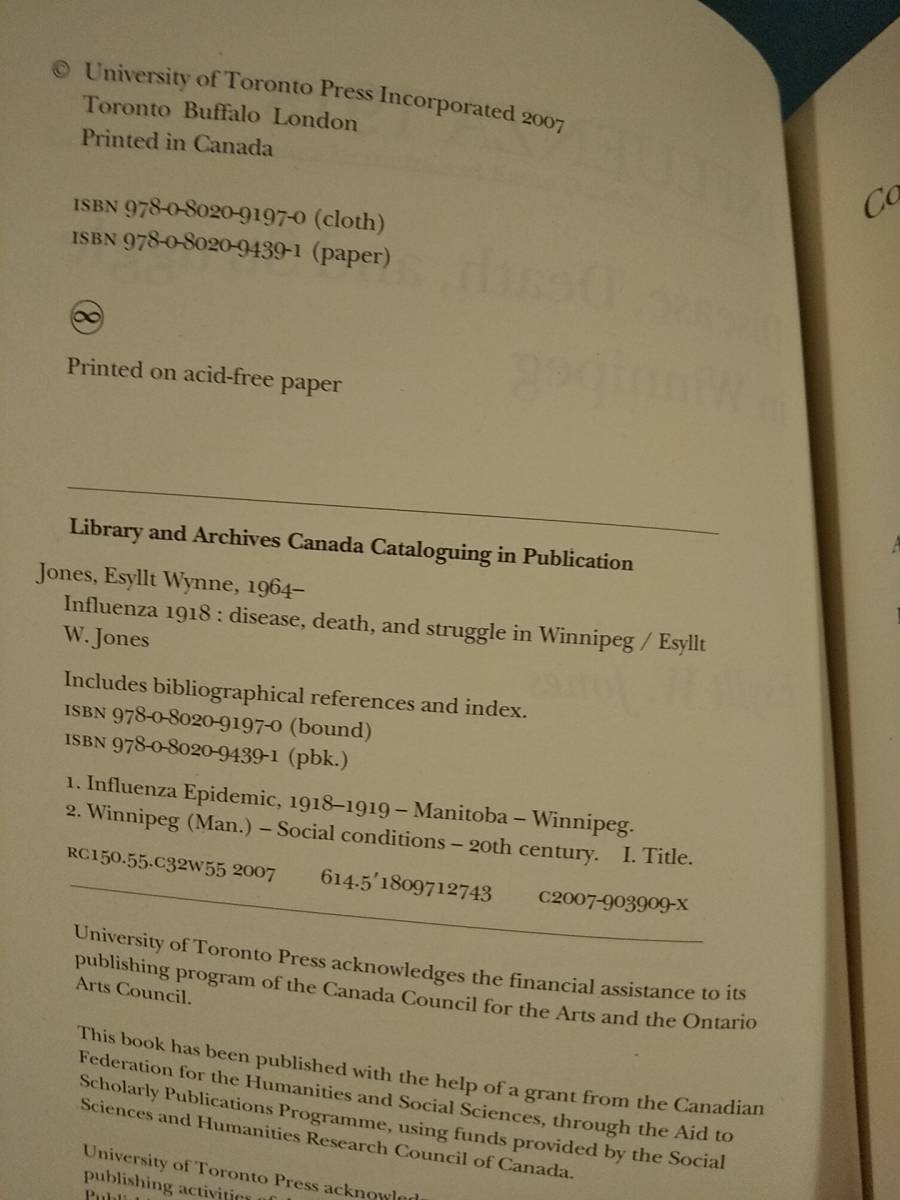 © University of Toronto Press Incorporated 2007
Toronto Buffalo London
Printed in Canada
ISBN 978-0-8020-9197-0 (cloth)
ISBN 978-0-8020-9439-1 (paper)
Printed on acid-free paper
Library and Archives Canada Cataloguing in Publication
Jones, Esyllt Wynne, 1964–
Influenza 1918 : disease, death, and struggle in Winnipeg / Esyllt
W. Jones
Includes bibliographical references and index.
ISBN 978-0-8020-9197-0 (bound)
ISBN 978-0-8020-9439-1 (pbk.)
1. Influenza Epidemic, 1918–1919 – Manitoba – Winnipeg.
2. Winnipeg (Man.) – Social conditions – 20th century. I. Title.
RC150.55.C32W55 2007 614.5′1809712743 C2007-903909-X
University of Toronto Press acknowledges the financial assistance to its
publishing program of the Canada Council for the Arts and the Ontario
Arts Council.
This book has been published with the help of a grant from the Canadian
Federation for the Humanities and Social Sciences, through the Aid to
Scholarly Publications Programme, using funds provided by the Social
Sciences and Humanities Research Council of Canada.
University of Toronto Press
publishing activities
Co